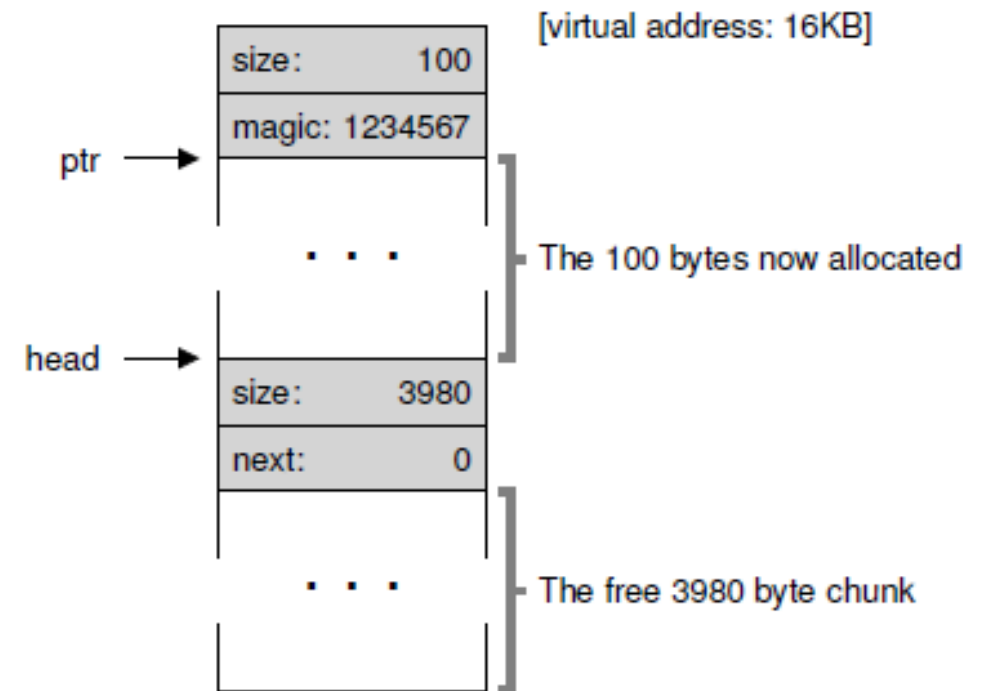 [virtual address: 16KB]
size: 100
magic: 1234567
ptr
. . .
The 100 bytes now allocated
head
size: 3980
next: 0
. . .
The free 3980 byte chunk